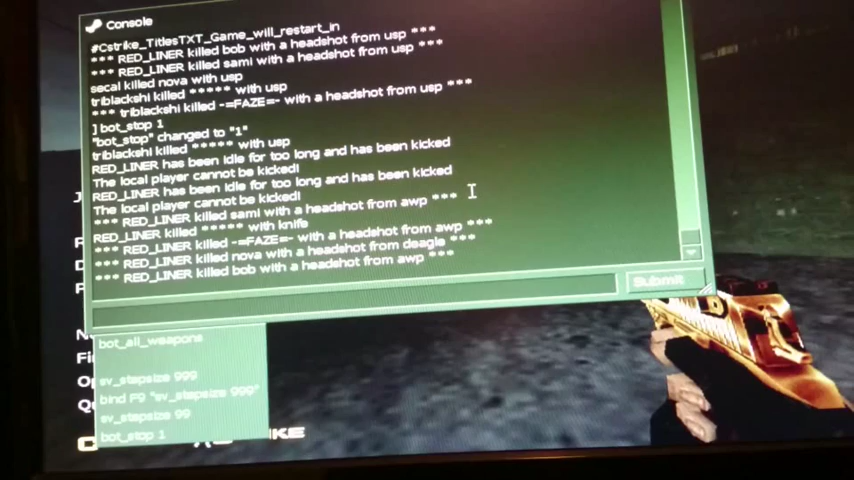 Console
#Cstrike_TitlesTXT_Game_will_restart_in
*** RED_LINER killed bob with a headshot from usp ***
*** RED_LINER killed sami with a headshot from usp ***
secal killed nova with usp
triblackshi killed ***** with usp
*** triblackshi killed -=FAZE=- with a headshot from usp ***
] bot_stop 1
"bot_stop" changed to "1"
triblackshi killed ***** with usp
RED_LINER has been idle for too long and has been kicked
The local player cannot be kicked!
RED_LINER has been idle for too long and has been kicked
The local player cannot be kicked!
*** RED_LINER killed sami with a headshot from awp ***
RED_LINER killed ***** with knife
*** RED_LINER killed -=FAZE=- with a headshot from awp ***
*** RED_LINER killed nova with a headshot from deagle ***
*** RED_LINER killed bob with a headshot from awp ***
Submit
bot_all_weapons
sv_stepsize 999
bind F9 "sv_stepsize 999"
sv_stepsize 99
bot_stop 1